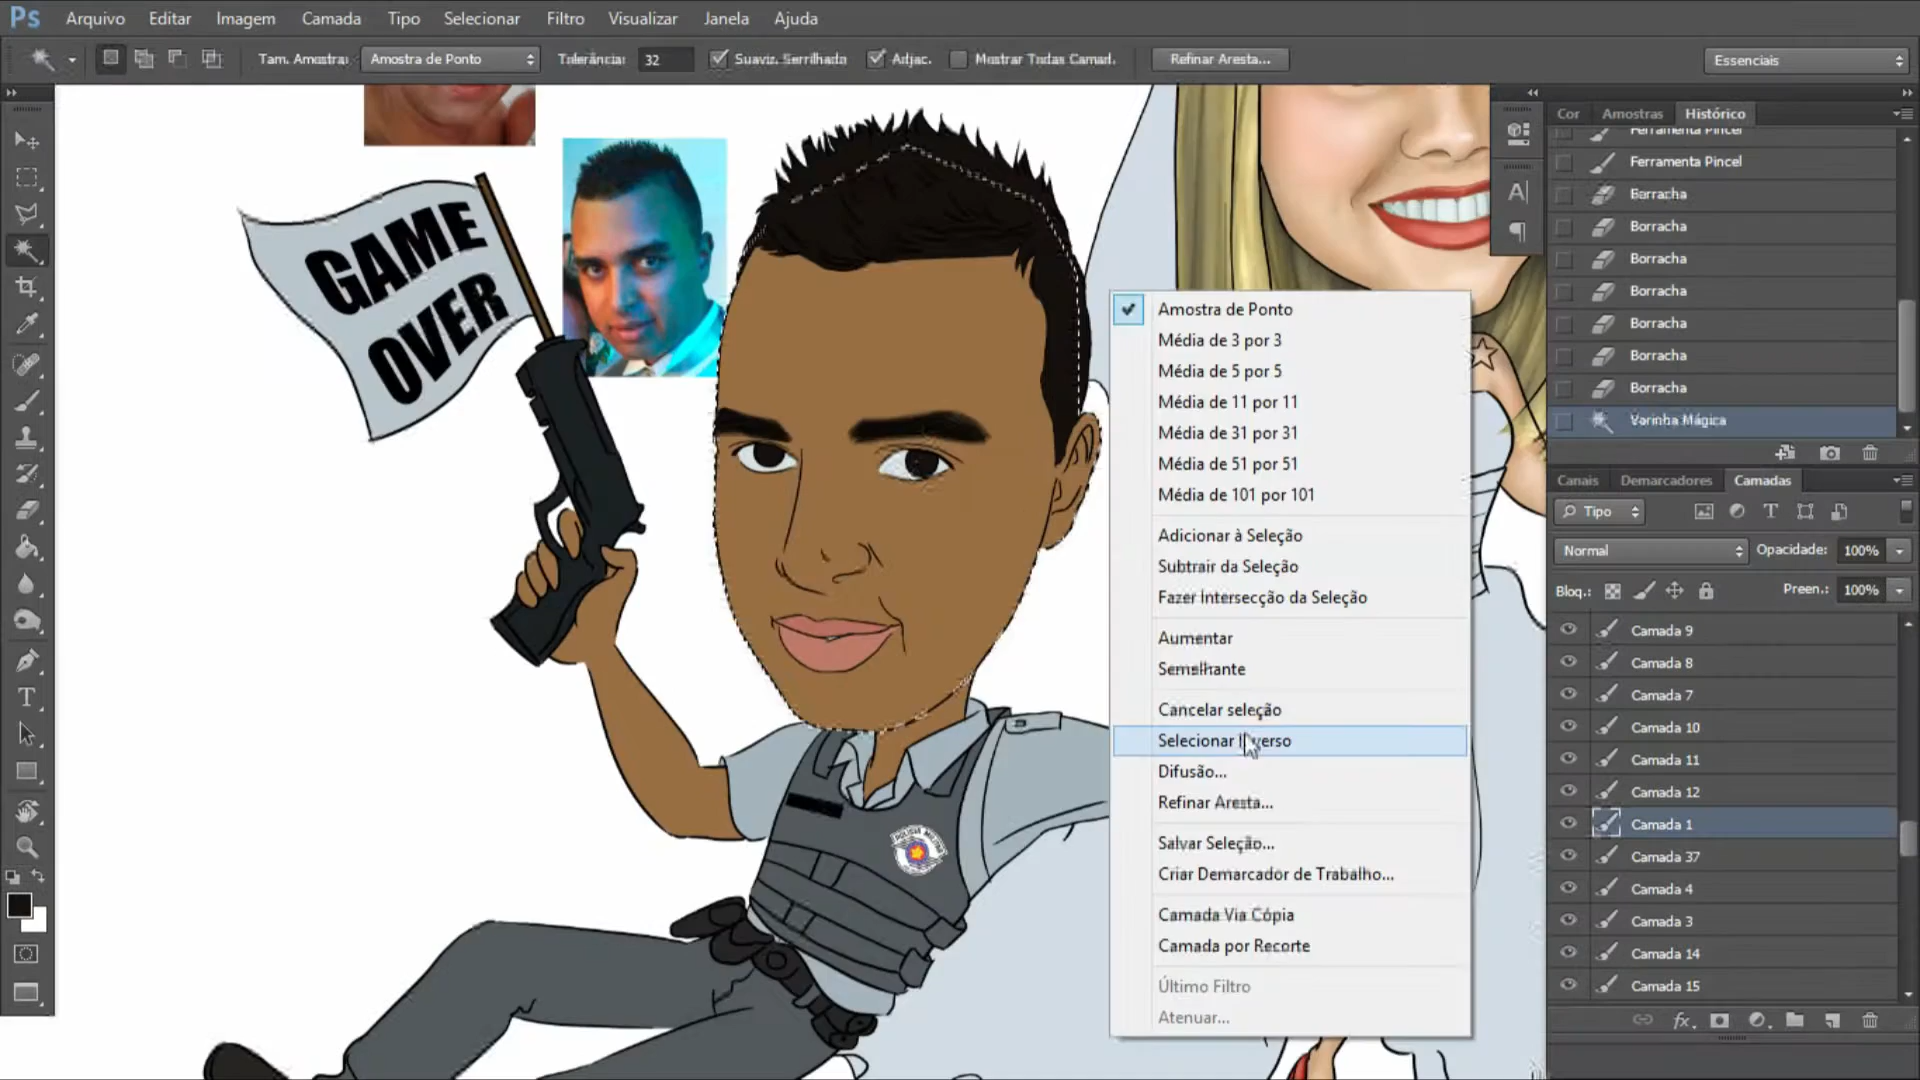 Ps Arquivo Editar Imagem Camada Tipo Selecionar Filtro Visualizar Janela Ajuda
Tam. Amostra: Amostra de Ponto Tolerância: 32 Suaviz. Serrilhado Adjac. Mostrar Todas Camad. Refinar Aresta... Essenciais
GAME
OVER
POLICIA MILITAR
Amostra de Ponto
Média de 3 por 3
Média de 5 por 5
Média de 11 por 11
Média de 31 por 31
Média de 51 por 51
Média de 101 por 101
Adicionar à Seleção
Subtrair da Seleção
Fazer Intersecção da Seleção
Aumentar
Semelhante
Cancelar seleção
Selecionar Inverso
Difusão...
Refinar Aresta...
Salvar Seleção...
Criar Demarcador de Trabalho...
Camada Via Cópia
Camada por Recorte
Último Filtro
Atenuar...
Cor Amostras Histórico
Ferramenta Pincel
Ferramenta Pincel
Borracha
Borracha
Borracha
Borracha
Borracha
Borracha
Borracha
Varinha Mágica
Canais Demarcadores Camadas
Tipo
Normal Opacidade: 100%
Bloq.: Preen.: 100%
Camada 9
Camada 8
Camada 7
Camada 10
Camada 11
Camada 12
Camada 1
Camada 37
Camada 4
Camada 3
Camada 14
Camada 15